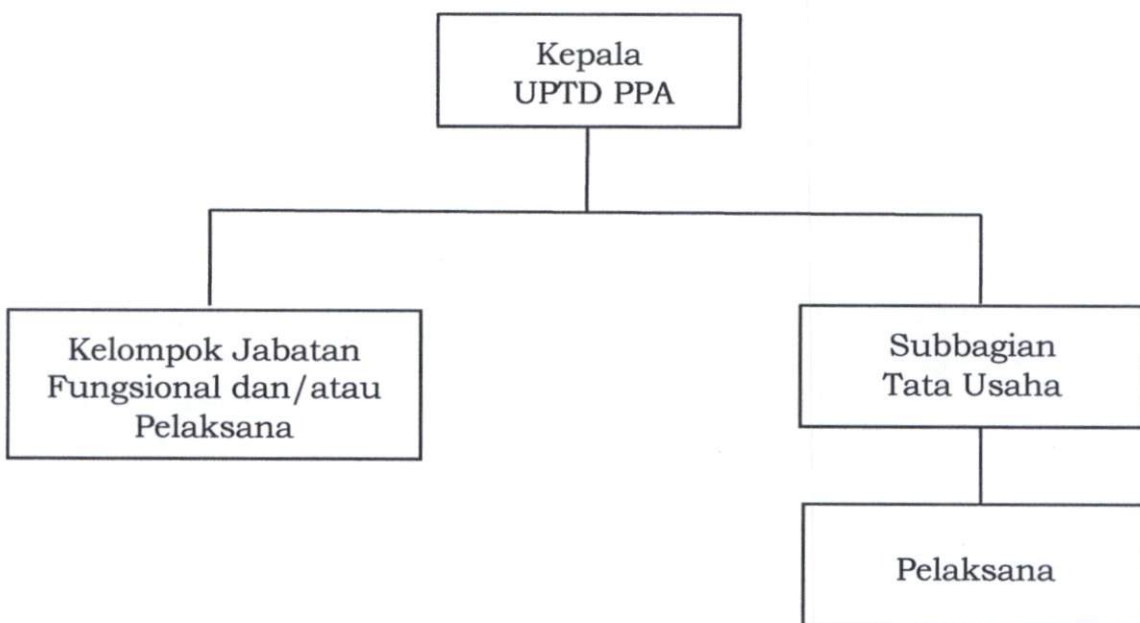 Kepala
UPTD PPA
Kelompok Jabatan
Fungsional dan/atau
Pelaksana
Subbagian
Tata Usaha
Pelaksana